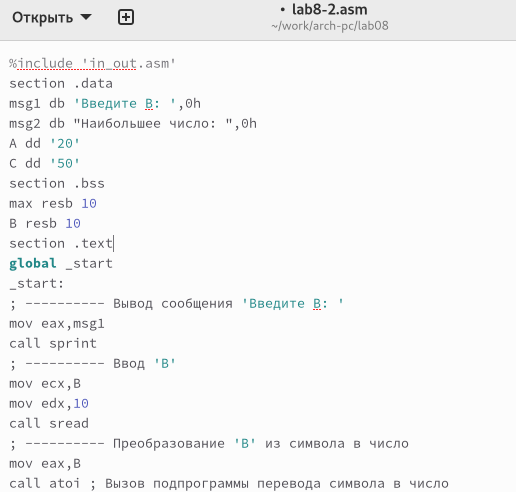 Открыть
• lab8-2.asm
~/work/arch-pc/lab08
%include 'in_out.asm'
section .data
msg1 db 'Введите B: ',0h
msg2 db "Наибольшее число: ",0h
A dd '20'
C dd '50'
section .bss
max resb 10
B resb 10
section .text
global _start
_start:
; ---------- Вывод сообщения 'Введите B: '
mov eax,msg1
call sprint
; ---------- Ввод 'B'
mov ecx,B
mov edx,10
call sread
; ---------- Преобразование 'B' из символа в число
mov eax,B
call atoi ; Вызов подпрограммы перевода символа в число